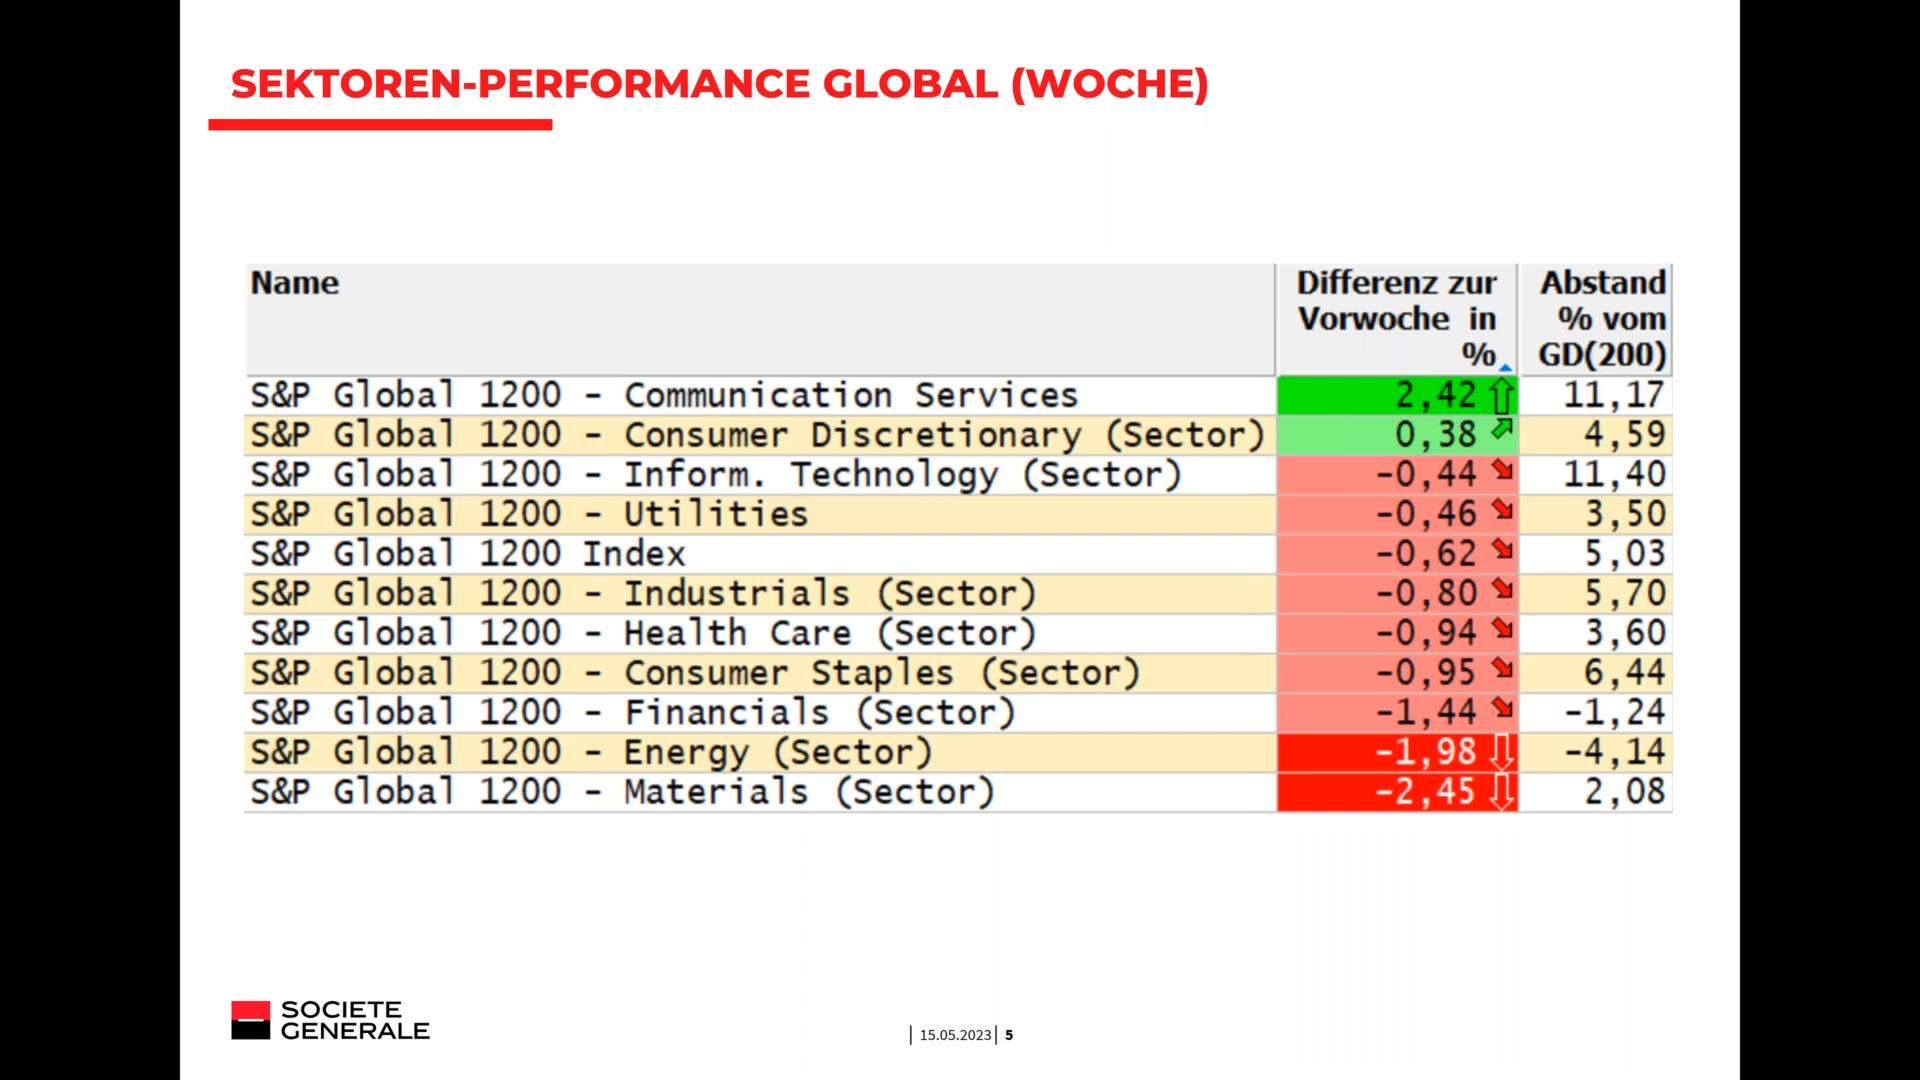 SEKTOREN-PERFORMANCE GLOBAL (WOCHE)
Name Differenz zur Vorwoche in % Abstand % vom GD(200)
S&P Global 1200 - Communication Services 2,42 11,17
S&P Global 1200 - Consumer Discretionary (Sector) 0,38 4,59
S&P Global 1200 - Inform. Technology (Sector) -0,44 11,40
S&P Global 1200 - Utilities -0,46 3,50
S&P Global 1200 Index -0,62 5,03
S&P Global 1200 - Industrials (Sector) -0,80 5,70
S&P Global 1200 - Health Care (Sector) -0,94 3,60
S&P Global 1200 - Consumer Staples (Sector) -0,95 6,44
S&P Global 1200 - Financials (Sector) -1,44 -1,24
S&P Global 1200 - Energy (Sector) -1,98 -4,14
S&P Global 1200 - Materials (Sector) -2,45 2,08
SOCIETE
GENERALE
| 15.05.2023 | 5